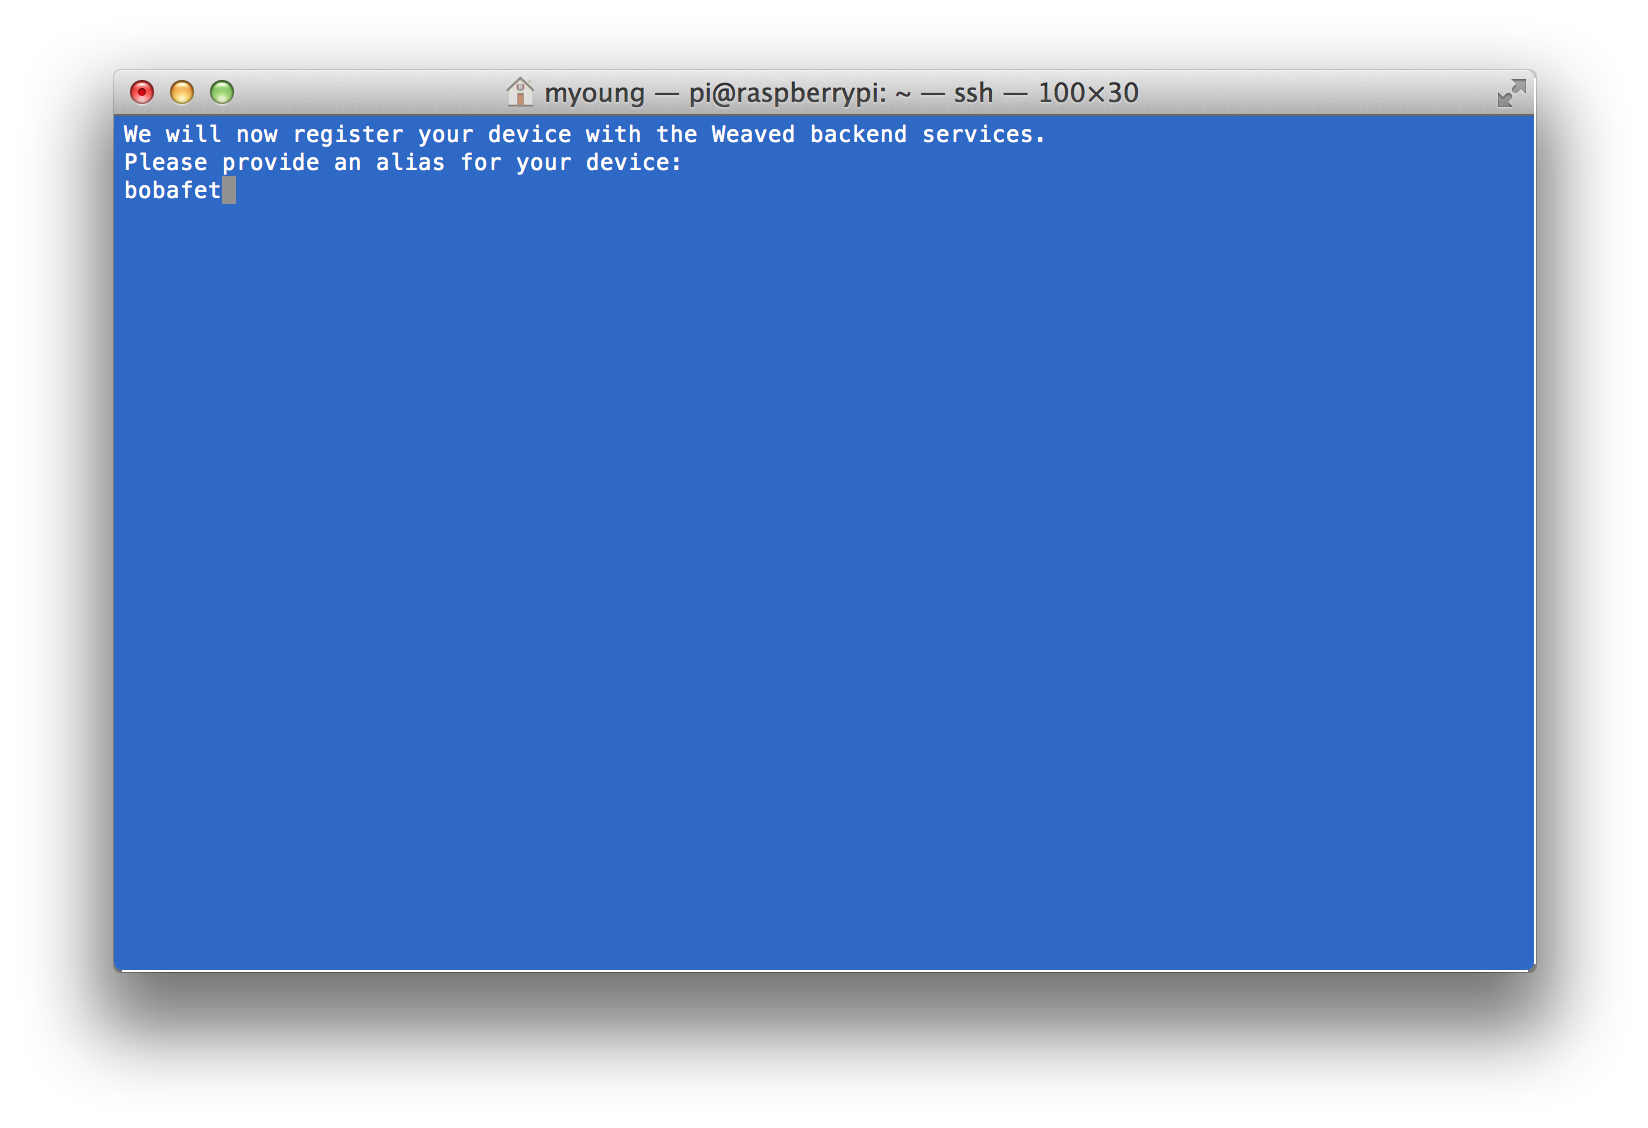 myoung — pi@raspberrypi: ~ — ssh — 100×30
We will now register your device with the Weaved backend services.
Please provide an alias for your device:
bobafet